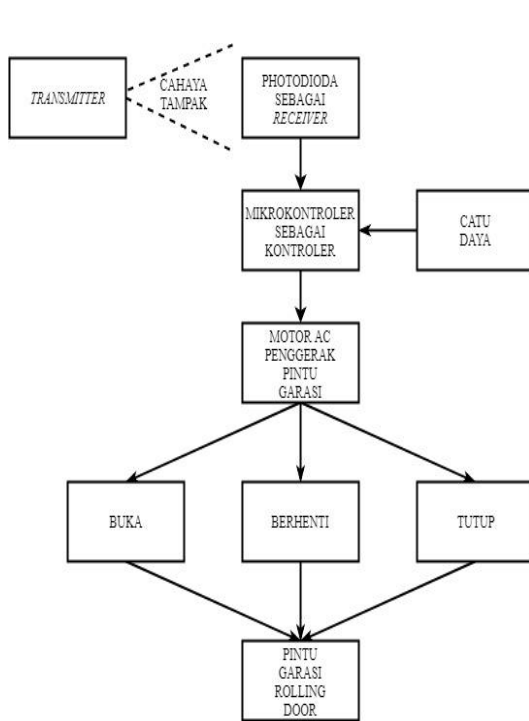 TRANSMITTER
CAHAYA
TAMPAK
PHOTODIODA
SEBAGAI
RECEIVER
MIKROKONTROLER
SEBAGAI
KONTROLER
CATU
DAYA
MOTOR AC
PENGGERAK
PINTU
GARASI
BUKA
BERHENTI
TUTUP
PINTU
GARASI
ROLLING
DOOR